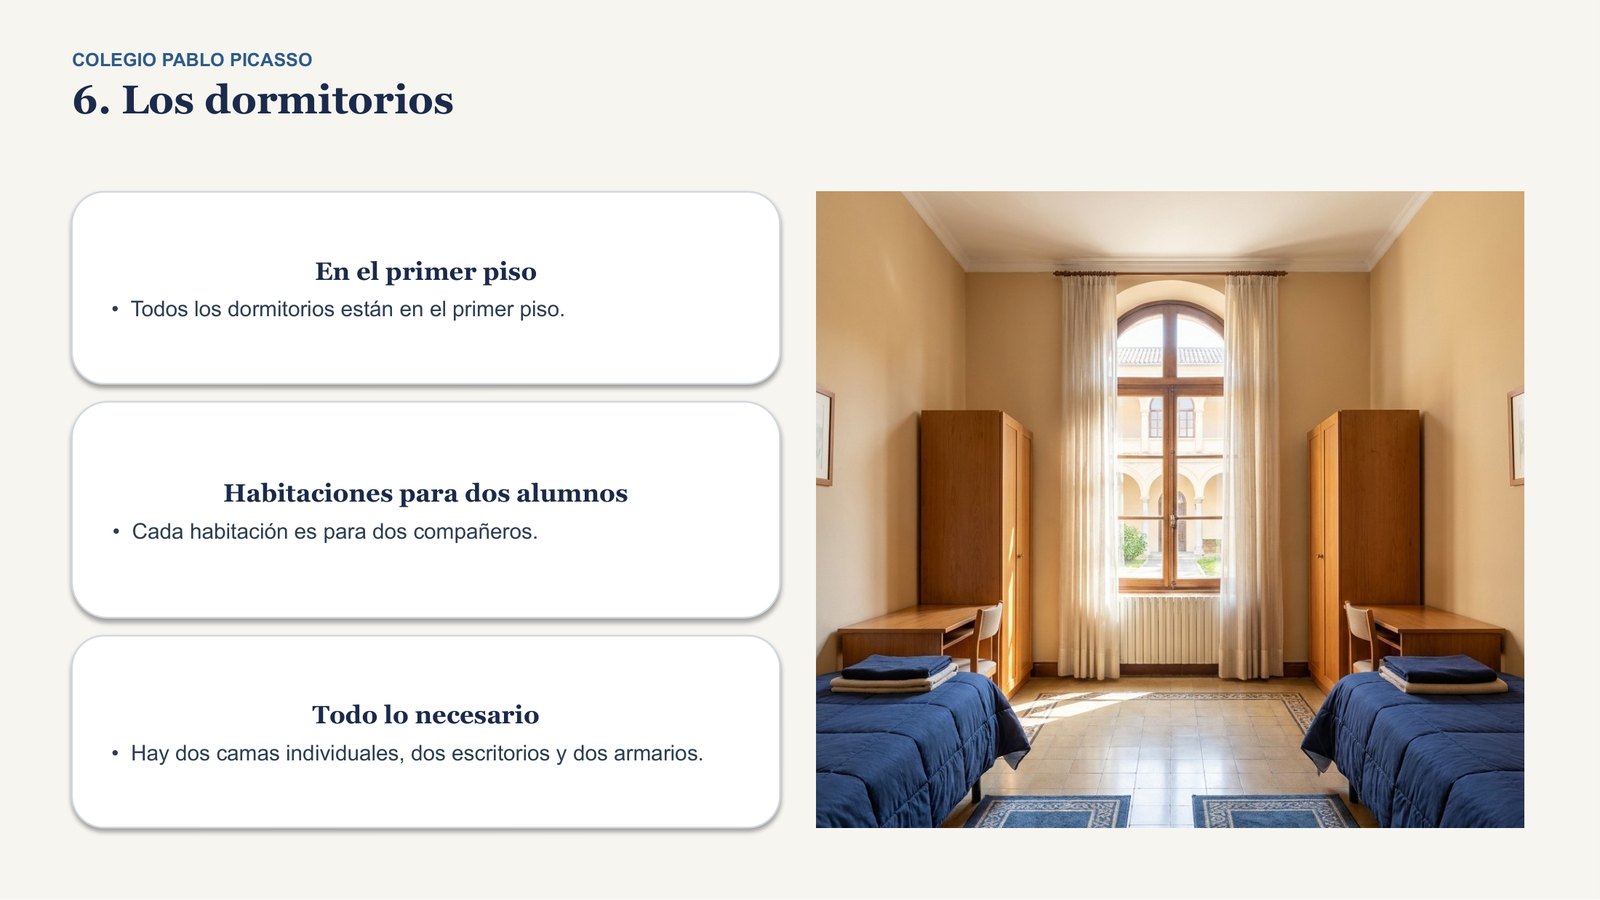 COLEGIO PABLO PICASSO
6. Los dormitorios
En el primer piso
• Todos los dormitorios están en el primer piso.
Habitaciones para dos alumnos
• Cada habitación es para dos compañeros.
Todo lo necesario
• Hay dos camas individuales, dos escritorios y dos armarios.